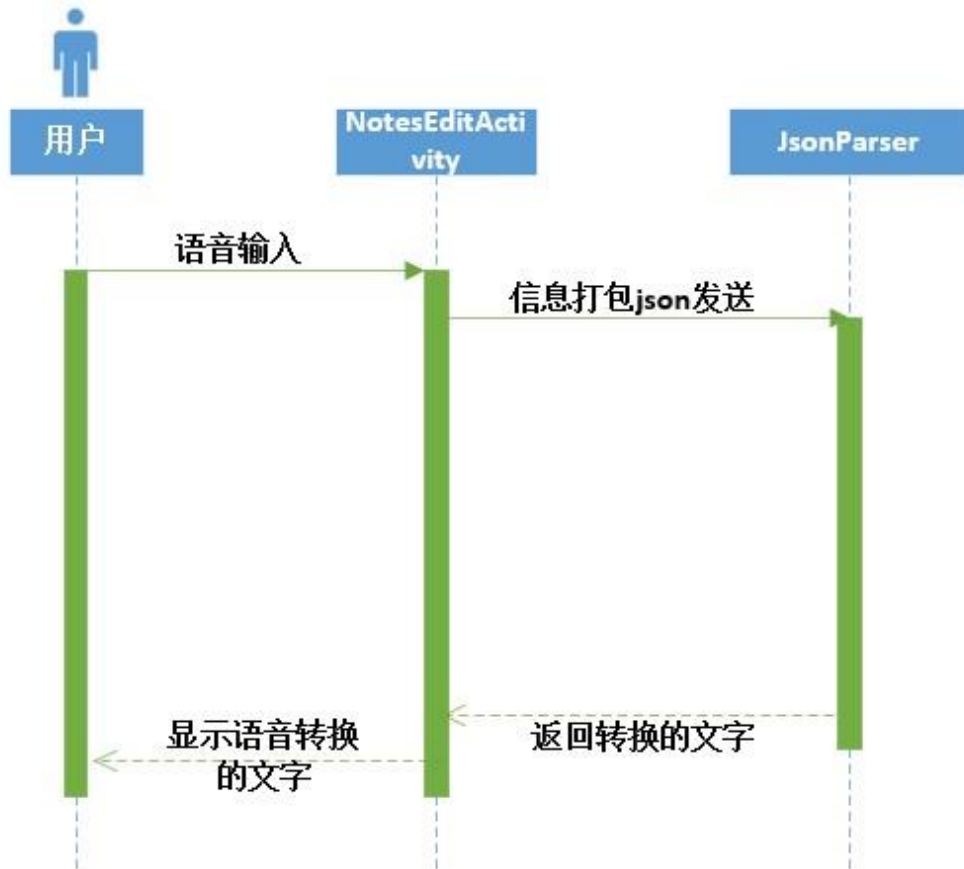 用户
NotesEditActi
vity
JsonParser
语音输入
信息打包json发送
返回转换的文字
显示语音转换
的文字